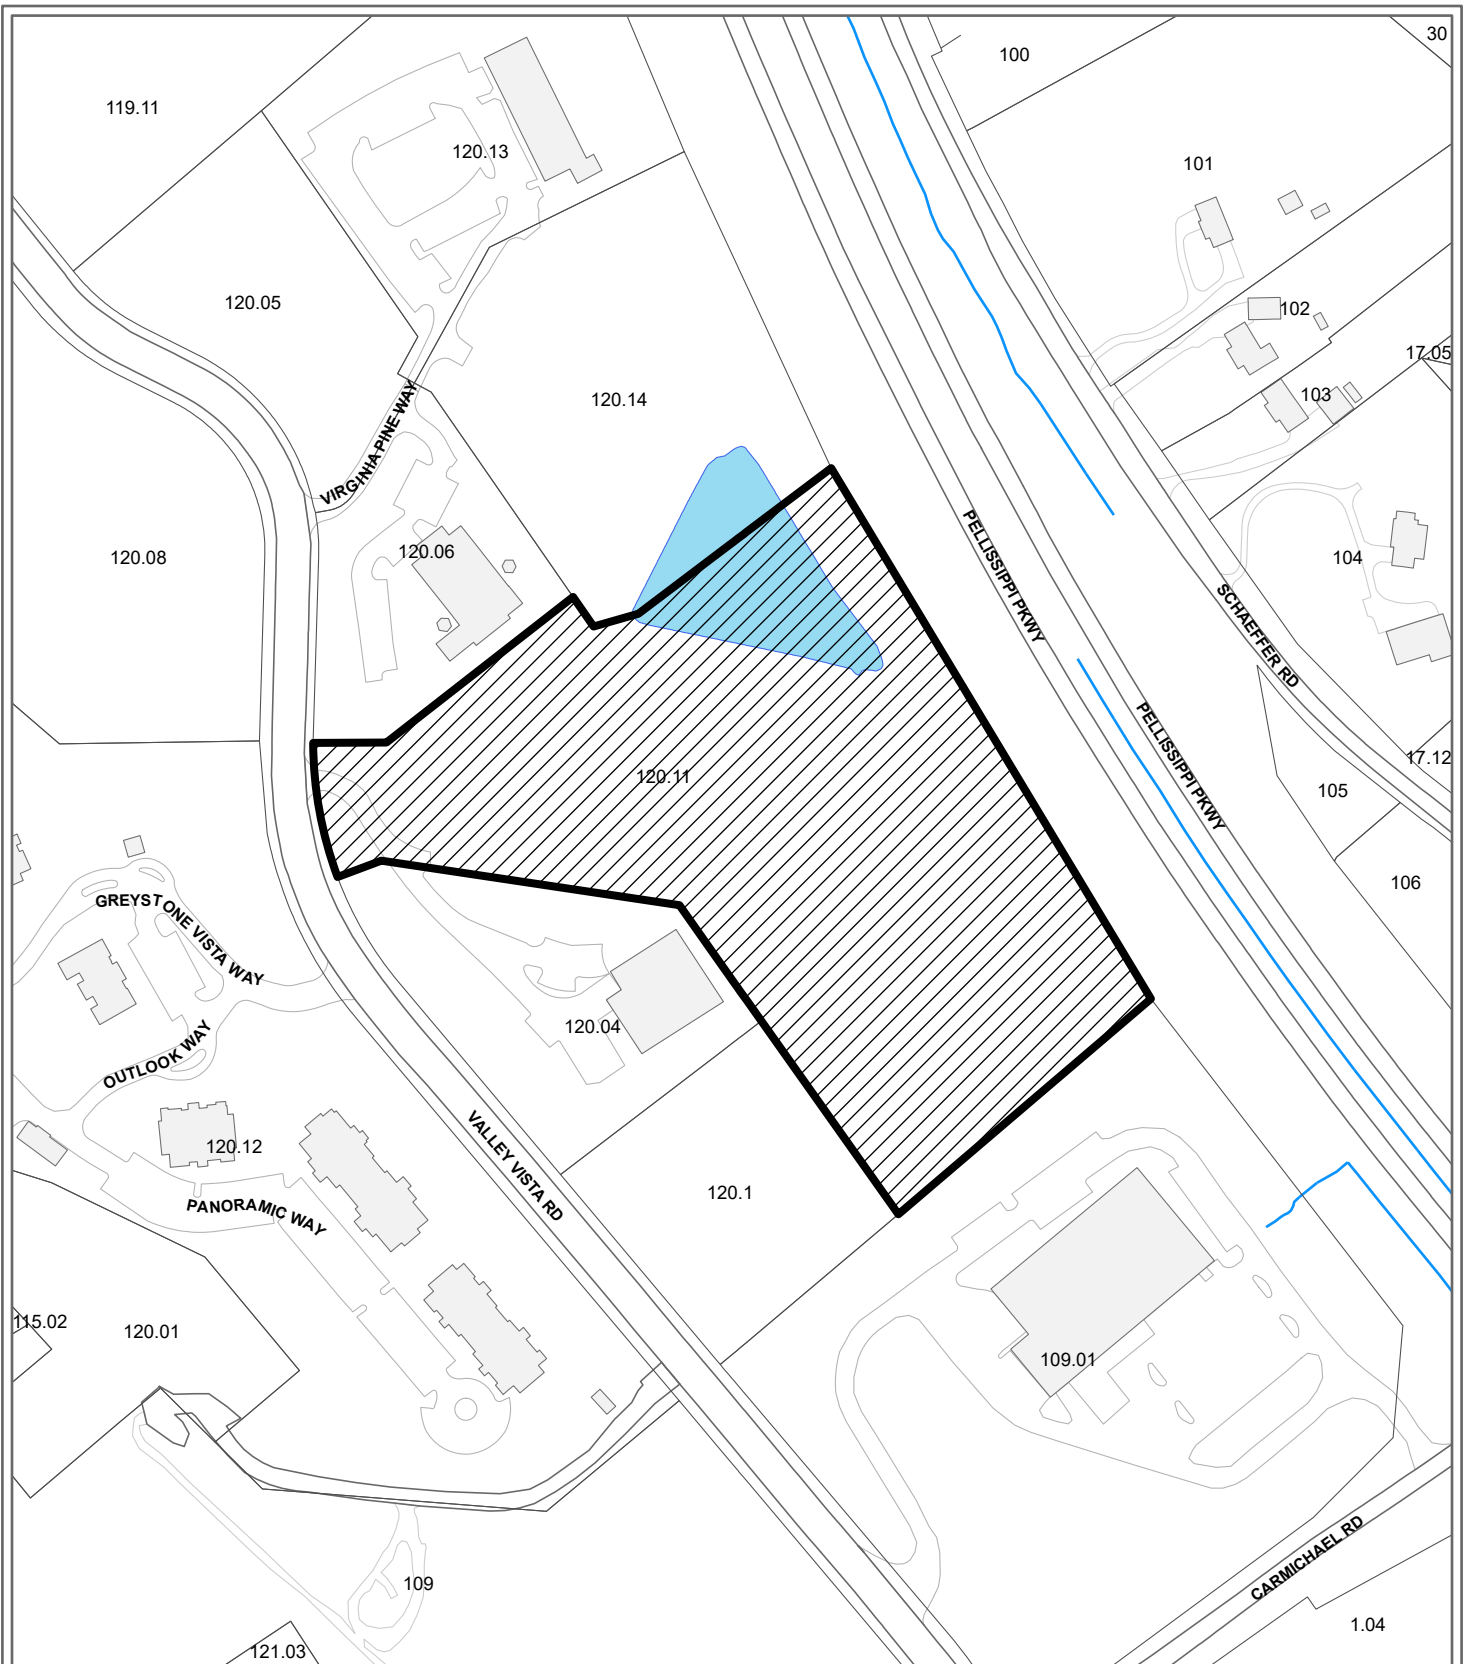 30
100
119.11
120.13
101
120.05
102
17.05
120.14
103
VIRGINIA PINE WAY
120.06
120.08
PELLISSIPPI PKWY
104
SCHAEFFER RD
PELLISSIPPI PKWY
17.12
120.11
105
106
GREYSTONE VISTA WAY
120.04
OUTLOOK WAY
120.12
VALLEY VISTA RD
120.1
PANORAMIC WAY
115.02
120.01
109.01
CARMICHAEL RD
109
1.04
121.03